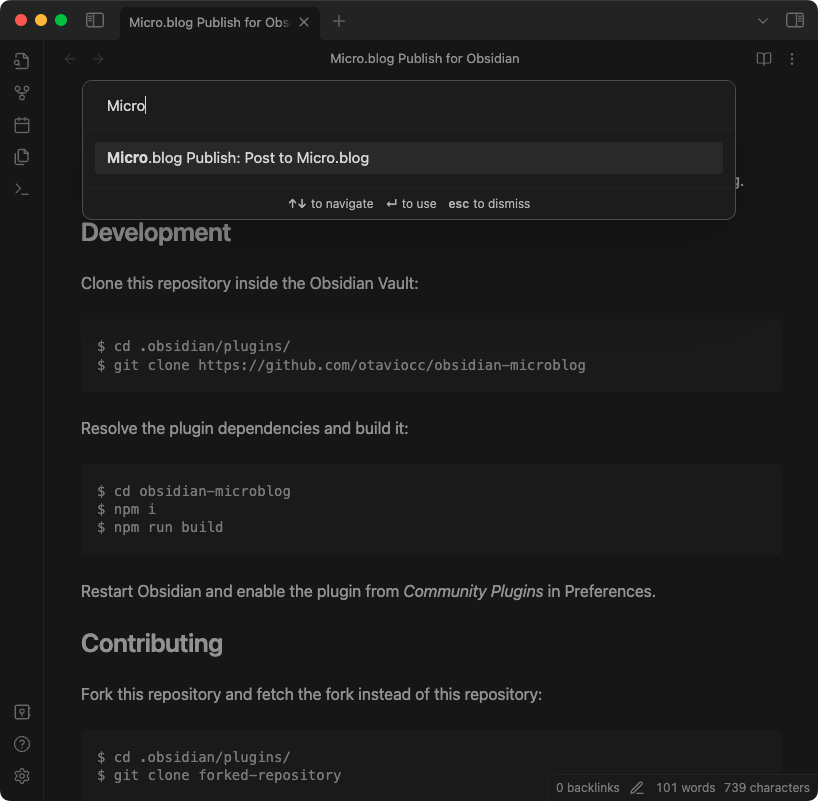 Micro.blog Publish for Obs
Micro.blog Publish for Obsidian
Micro
Micro.blog Publish: Post to Micro.blog
↑↓ to navigate ↵ to use esc to dismiss
Development
Clone this repository inside the Obsidian Vault:
$ cd .obsidian/plugins/
$ git clone https://github.com/otaviocc/obsidian-microblog
Resolve the plugin dependencies and build it:
$ cd obsidian-microblog
$ npm i
$ npm run build
Restart Obsidian and enable the plugin from Community Plugins in Preferences.
Contributing
Fork this repository and fetch the fork instead of this repository:
$ cd .obsidian/plugins/
$ git clone forked-repository
0 backlinks 101 words 739 characters